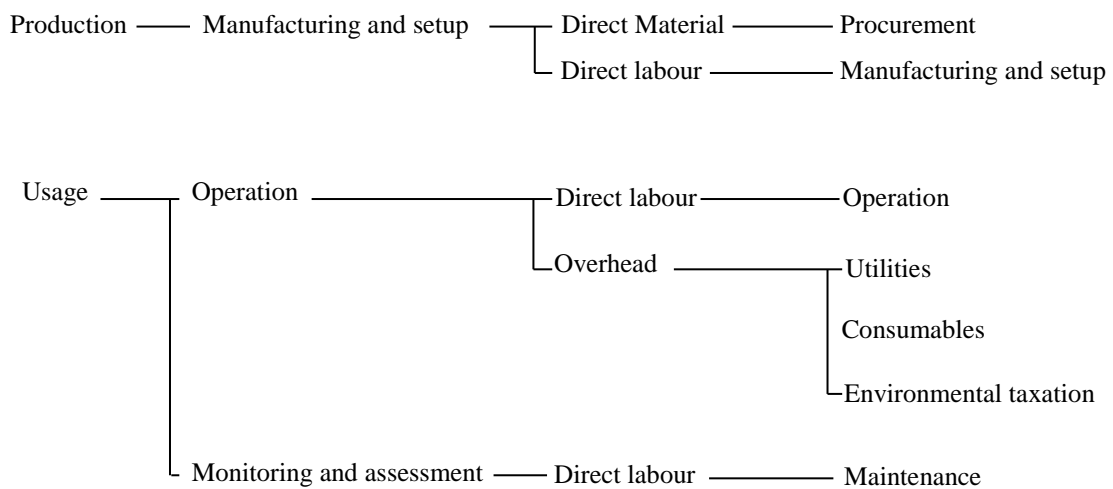 Production Manufacturing and setup Direct Material Procurement
Direct labour Manufacturing and setup
Usage Operation Direct labour Operation
Overhead Utilities
Consumables
Environmental taxation
Monitoring and assessment Direct labour Maintenance